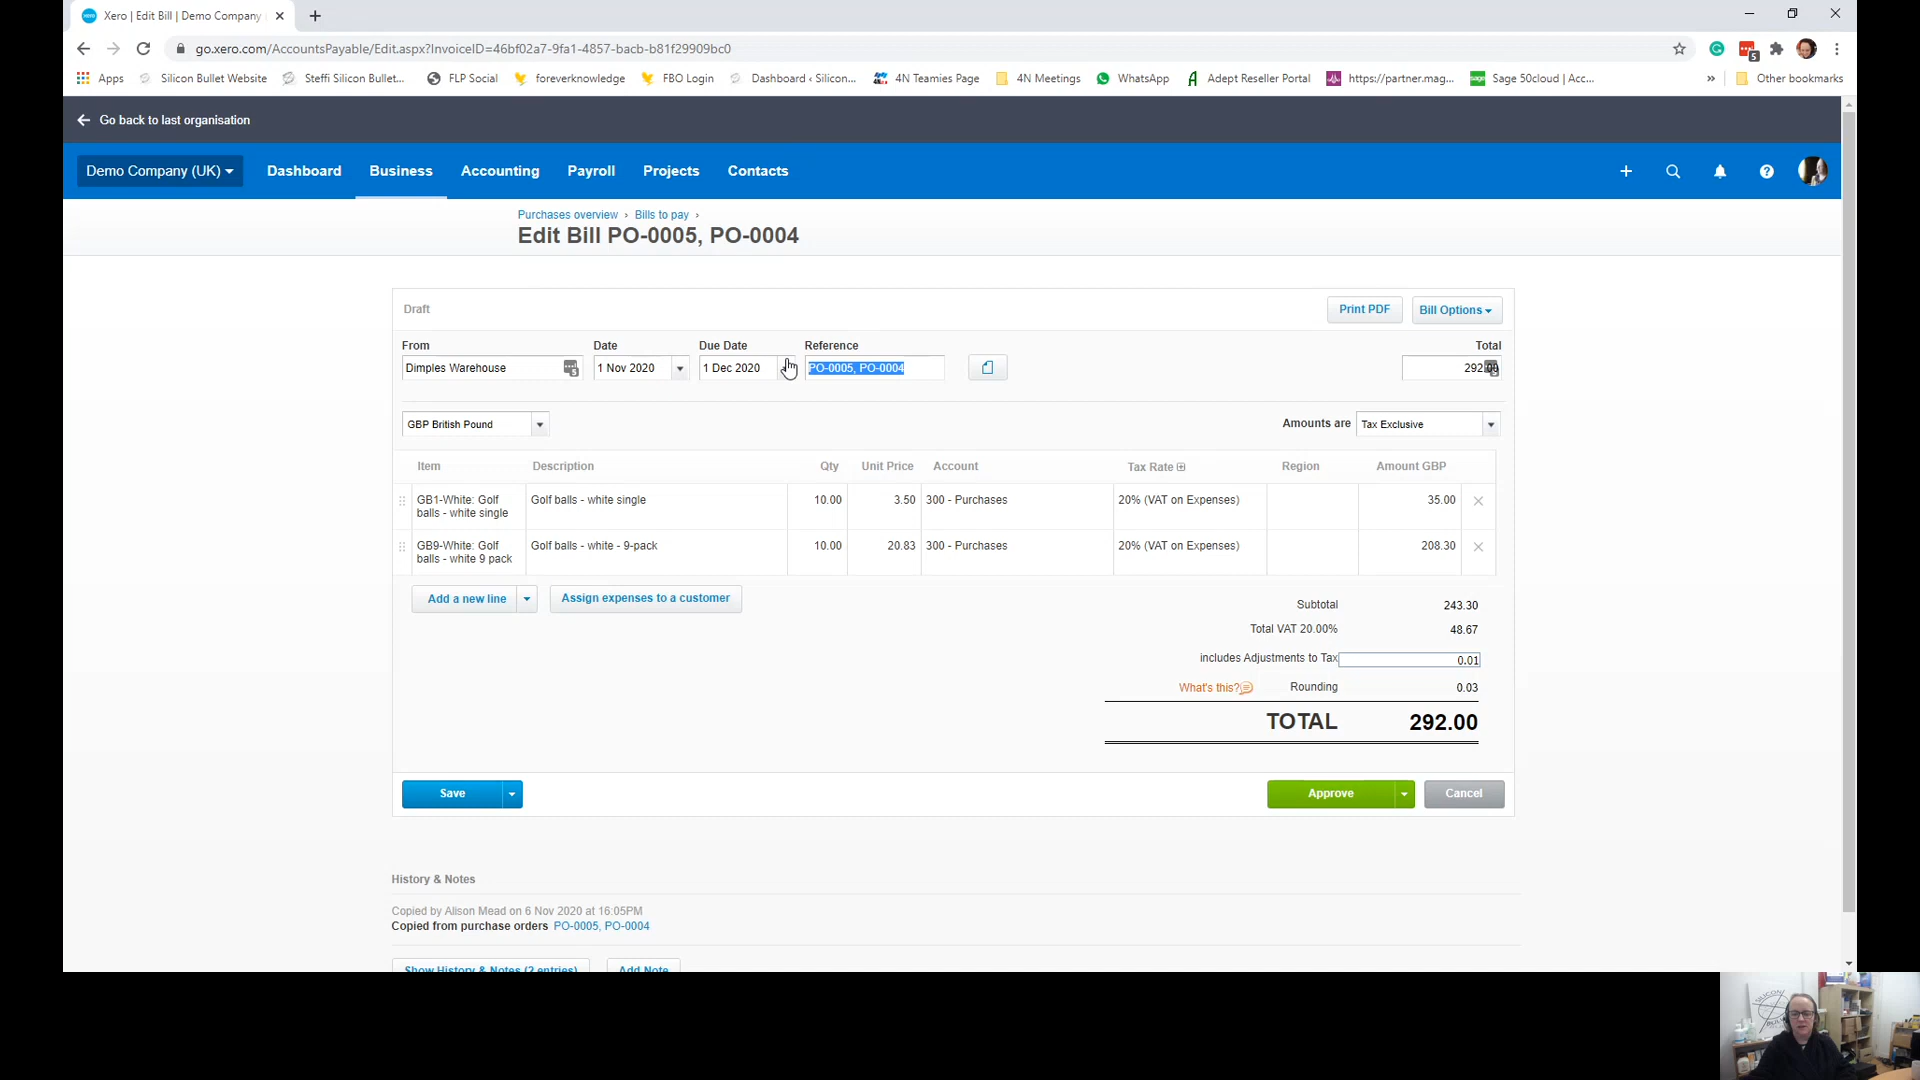 Xero | Edit Bill | Demo Company
go.xero.com/AccountsPayable/Edit.aspx?InvoiceID=46bf02a7-9fa1-4857-bacb-b81f29909bc0
Apps Silicon Bullet Website Steffi Silicon Bullet... FLP Social foreverknowledge FBO Login Dashboard ‹ Silicon... 4N Teamies Page 4N Meetings WhatsApp Adept Reseller Portal https://partner.mag... Sage 50cloud | Acc... » Other bookmarks
Go back to last organisation
Demo Company (UK) Dashboard Business Accounting Payroll Projects Contacts
Purchases overview › Bills to pay ›
Edit Bill PO-0005, PO-0004
Draft Print PDF Bill Options
From Date Due Date Reference Total
Dimples Warehouse 1 Nov 2020 1 Dec 2020 PO-0005, PO-0004 292.00
GBP British Pound Amounts are Tax Exclusive
Item Description Qty Unit Price Account Tax Rate Region Amount GBP
GB1-White: Golf balls - white single Golf balls - white single 10.00 3.50 300 - Purchases 20% (VAT on Expenses) 35.00
GB9-White: Golf balls - white 9 pack Golf balls - white - 9-pack 10.00 20.83 300 - Purchases 20% (VAT on Expenses) 208.30
Add a new line Assign expenses to a customer
Subtotal 243.30
Total VAT 20.00% 48.67
includes Adjustments to Tax 0.01
What's this? Rounding 0.03
TOTAL 292.00
Save Approve Cancel
History & Notes
Copied by Alison Mead on 6 Nov 2020 at 16:05PM
Copied from purchase orders PO-0005, PO-0004
Show History & Notes (2 entries) Add Note